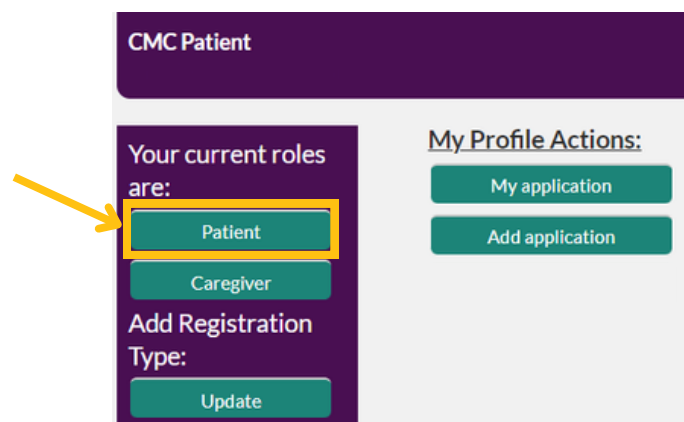 CMC Patient
Your current roles
are:
Patient
Caregiver
Add Registration
Type:
Update
My Profile Actions:
My application
Add application